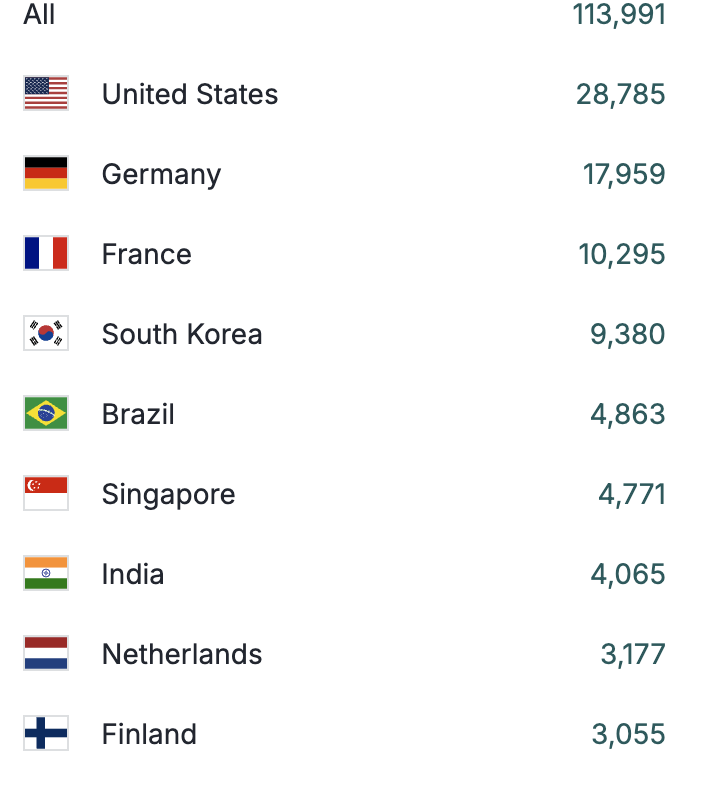 All 113,991
United States 28,785
Germany 17,959
France 10,295
South Korea 9,380
Brazil 4,863
Singapore 4,771
India 4,065
Netherlands 3,177
Finland 3,055